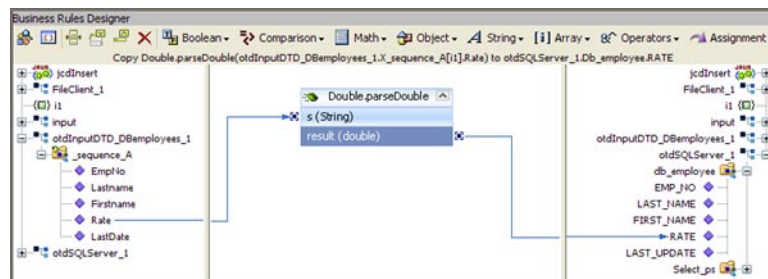 Business Rules Designer
Boolean Comparison Math Object String [i] Array Operators Assignment
Copy Double.parseDouble(otdInputDTD_DBemployees_1.X_sequence_A[i1].Rate) to otdSQLServer_1.Db_employee.RATE
jcdInsert
FileClient_1
i1
input
otdInputDTD_DBemployees_1
_sequence_A
EmpNo
Lastname
Firstname
Rate
LastDate
otdSQLServer_1
Double.parseDouble
s (String)
result (double)
jcdInsert
FileClient_1
i1
input
otdInputDTD_DBemployees_1
otdSQLServer_1
db_employee
EMP_NO
LAST_NAME
FIRST_NAME
RATE
LAST_UPDATE
Select_ps